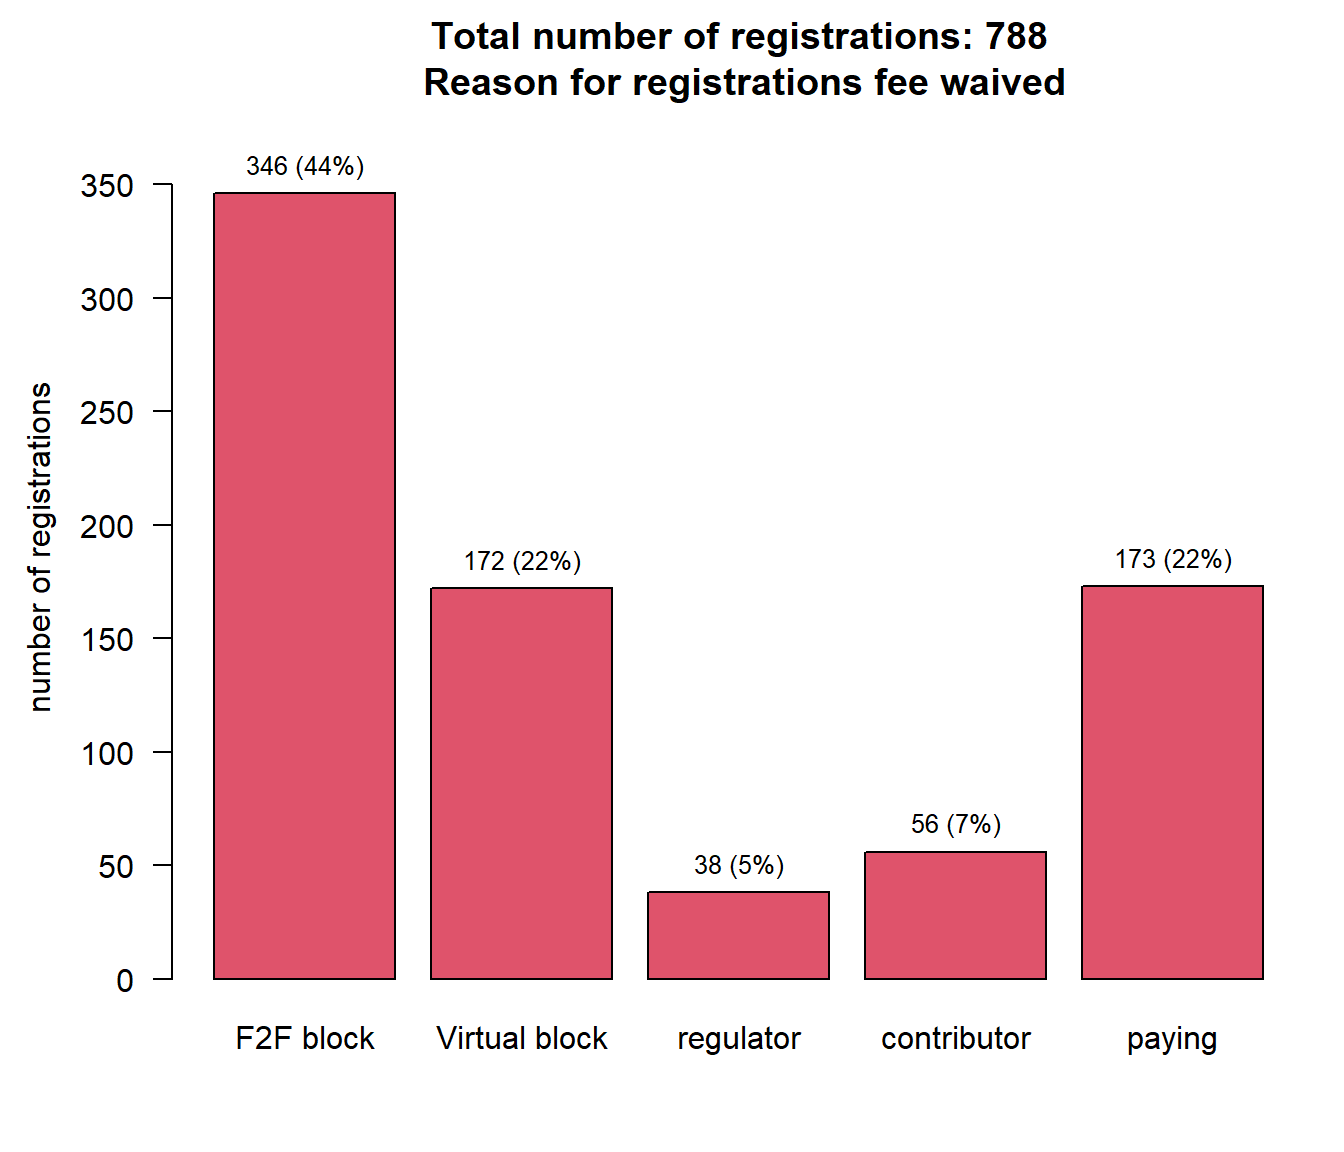 Total number of registrations: 788
Reason for registrations fee waived
346 (44%)
350
300
250
200
150
100
50
0
number of registrations
172 (22%)
38 (5%)
56 (7%)
173 (22%)
F2F block
Virtual block
regulator
contributor
paying